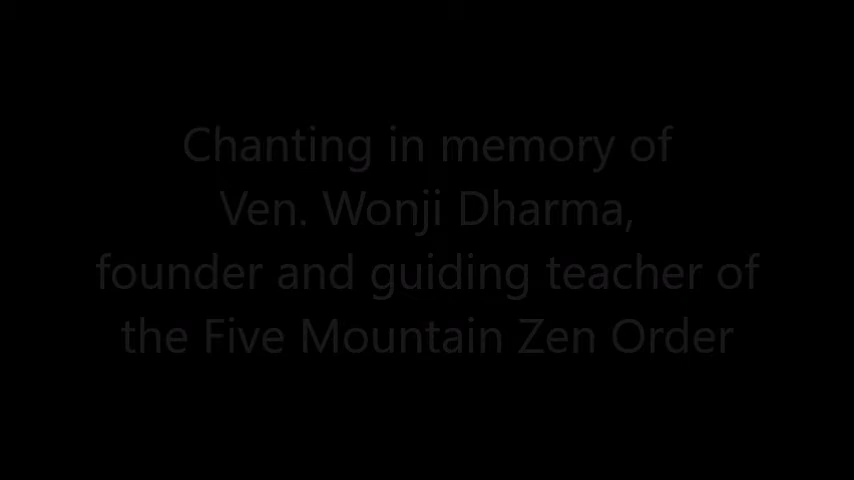 Chanting in memory of
Ven. Wonji Dharma,
founder and guiding teacher of
the Five Mountain Zen Order